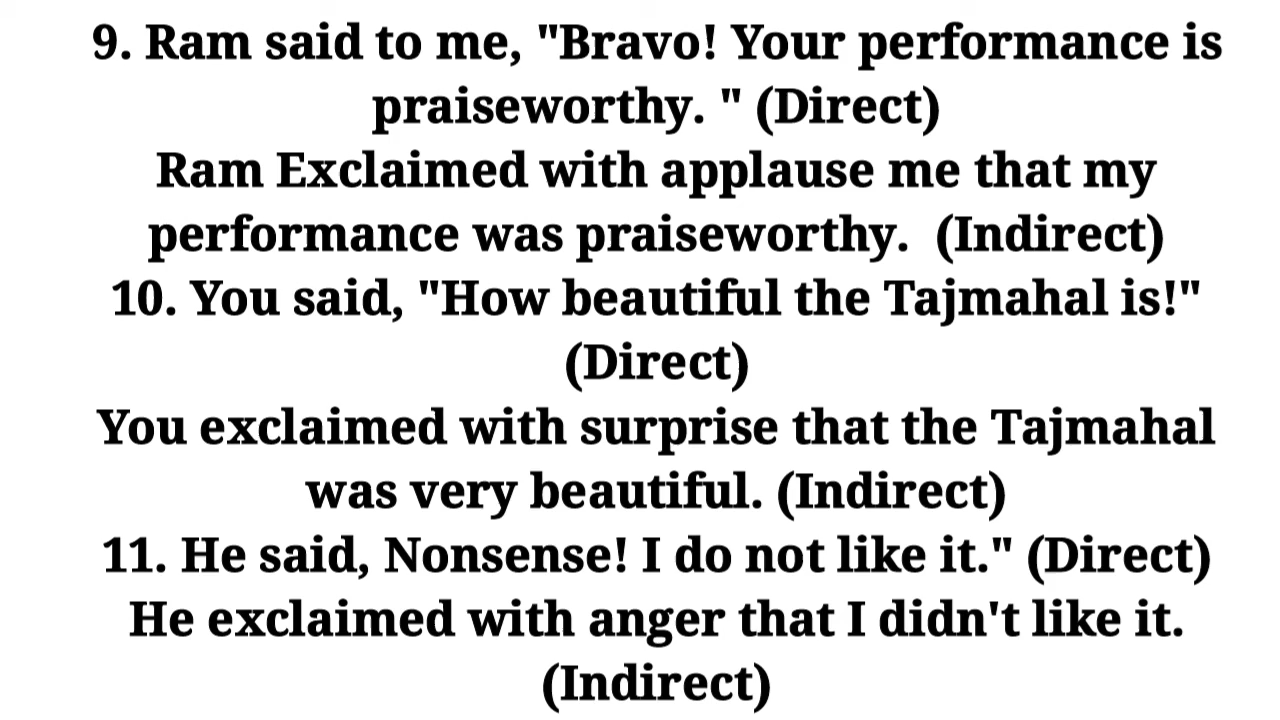 9. Ram said to me, "Bravo! Your performance is
praiseworthy. " (Direct)
Ram Exclaimed with applause me that my
performance was praiseworthy.  (Indirect)
10. You said, "How beautiful the Tajmahal is!"
(Direct)
You exclaimed with surprise that the Tajmahal
was very beautiful. (Indirect)
11. He said, Nonsense! I do not like it." (Direct)
He exclaimed with anger that I didn't like it.
(Indirect)